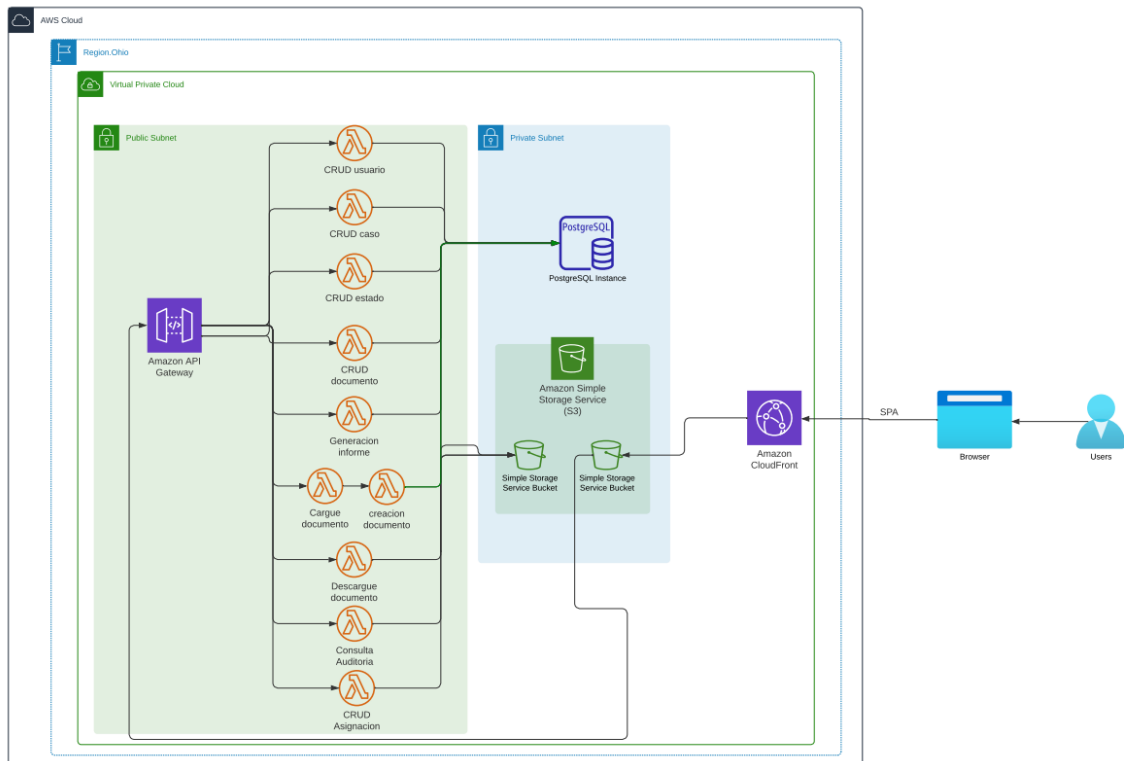 AWS Cloud
Region.Ohio
Virtual Private Cloud
Public Subnet
Private Subnet
CRUD usuario
CRUD caso
CRUD estado
CRUD
documento
Generacion
informe
Cargue
documento
creacion
documento
Descargue
documento
Consulta
Auditoria
CRUD
Asignacion
Amazon API
Gateway
PostgreSQL
PostgreSQL Instance
Amazon Simple
Storage Service
(S3)
Simple Storage
Service Bucket
Simple Storage
Service Bucket
Amazon
CloudFront
SPA
Browser
Users